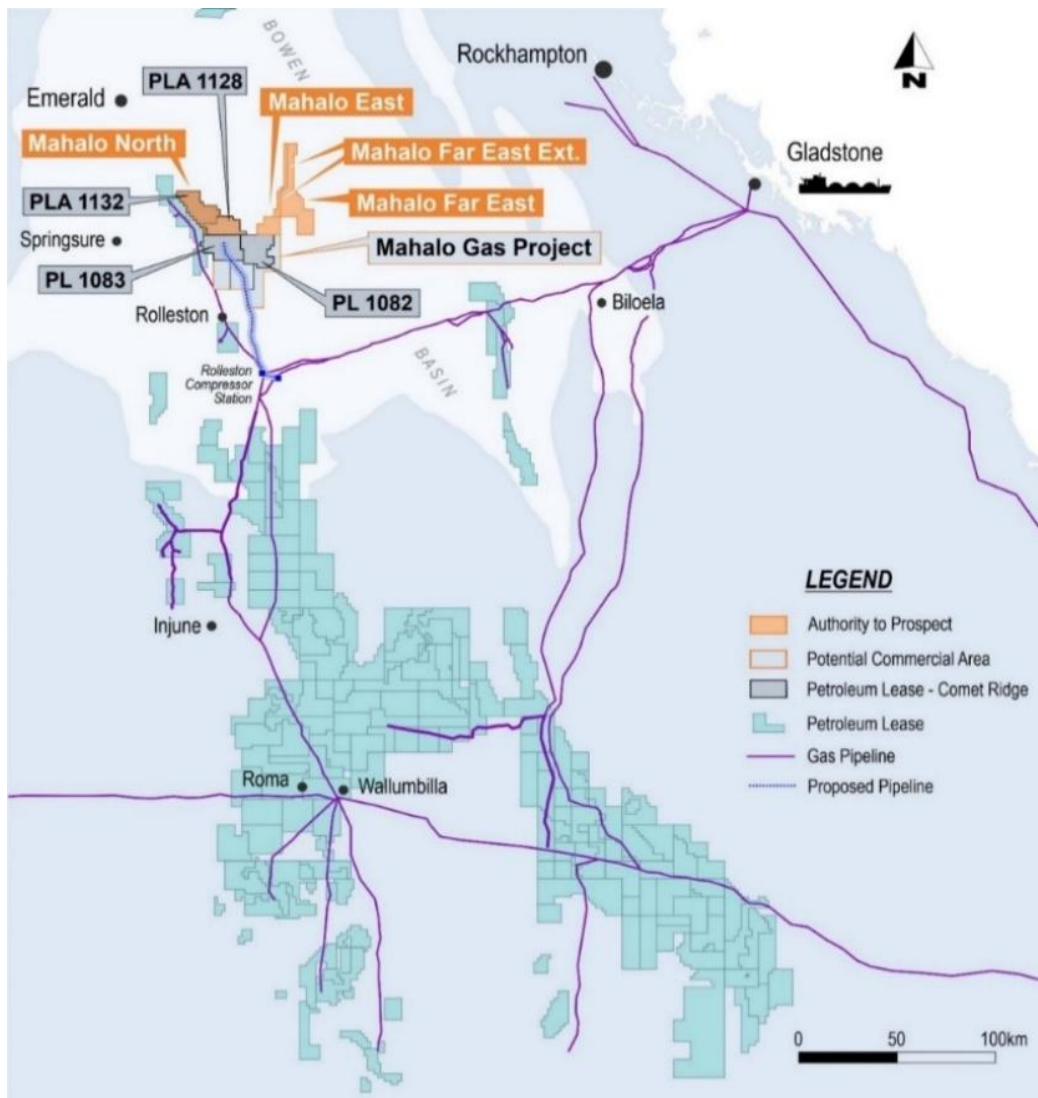 BOWEN
Rockhampton
N
PLA 1128
Emerald
Mahalo East
Mahalo North
Mahalo Far East Ext.
Gladstone
PLA 1132
Mahalo Far East
Springsure
Mahalo Gas Project
PL 1083
PL 1082
Biloela
Rolleston
BASIN
Rolleston
Compressor
Station
LEGEND
Authority to Prospect
Injune
Potential Commercial Area
Petroleum Lease - Comet Ridge
Petroleum Lease
Gas Pipeline
Roma
Wallumbilla
Proposed Pipeline
0 50 100km